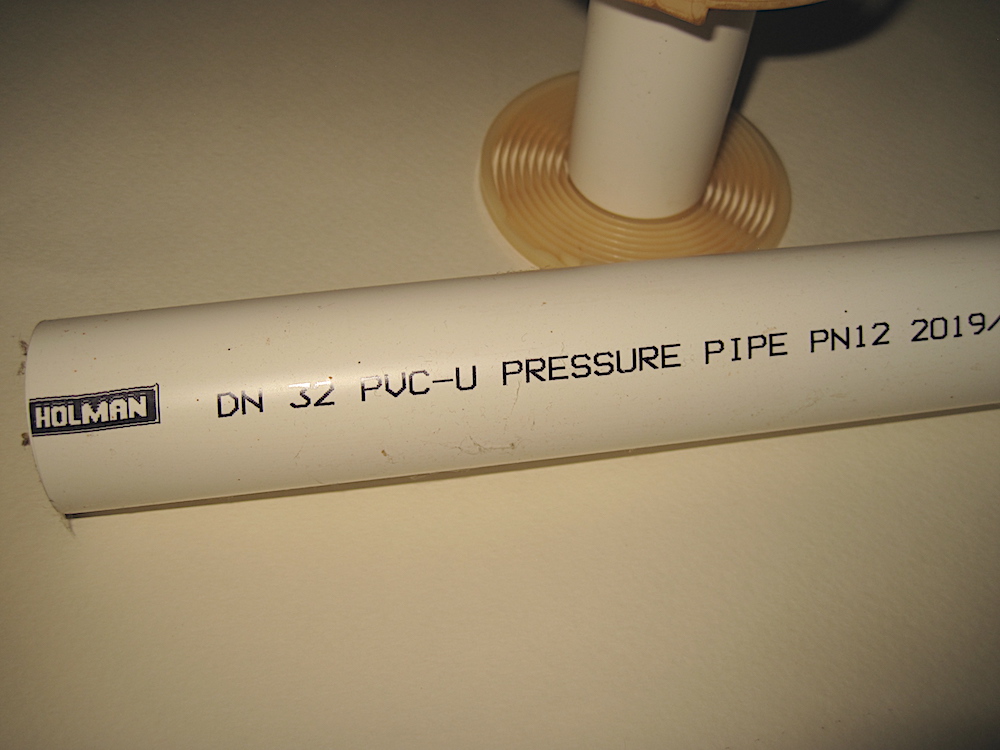 HOLMAN DN 32 PVC-U PRESSURE PIPE PN12 2019/